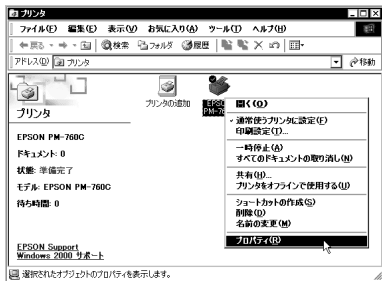 プリンタ
ファイル(F) 編集(E) 表示(V) お気に入り(A) ツール(T) ヘルプ(H)
戻る 検索 フォルダ 履歴
アドレス(D) プリンタ 移動
プリンタ
EPSON PM-760C
ドキュメント: 0
状態: 準備完了
モデル: EPSON PM-760C
待ち時間: 0
EPSON Support
Windows 2000 サポート
プリンタの追加
EPSO
PM-76
開く(O)
通常使うプリンタに設定(F)
印刷設定(T)...
一時停止(A)
すべてのドキュメントの取り消し(N)
共有(H)...
プリンタをオフラインで使用する(U)
ショートカットの作成(S)
削除(D)
名前の変更(M)
プロパティ(R)
選択されたオブジェクトのプロパティを表示します。